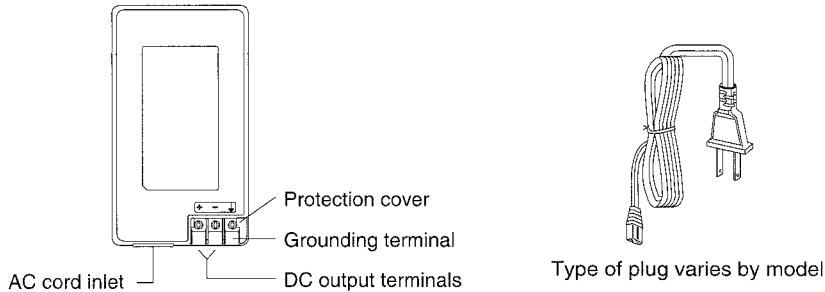 + −
Protection cover
Grounding terminal
AC cord inlet
DC output terminals
Type of plug varies by model